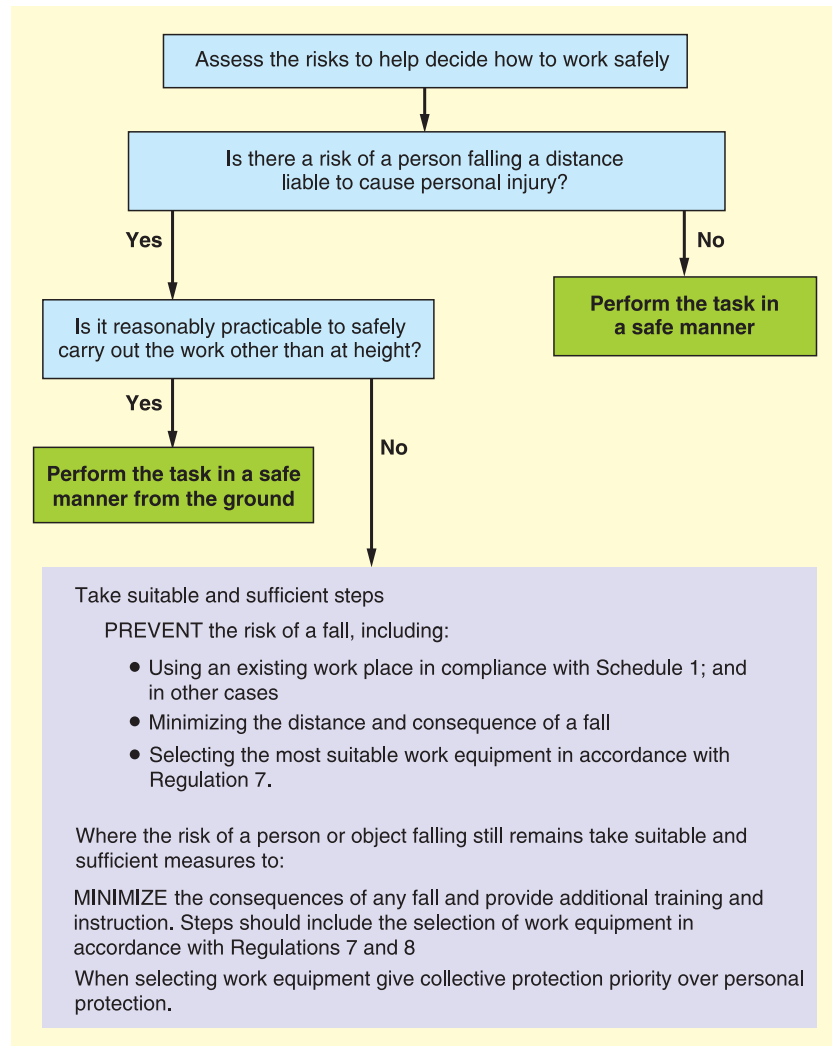 Assess the risks to help decide how to work safely
Is there a risk of a person falling a distance
liable to cause personal injury?
Yes
No
Perform the task in
a safe manner
Is it reasonably practicable to safely
carry out the work other than at height?
Yes
No
Perform the task in a safe
manner from the ground
Take suitable and sufficient steps
PREVENT the risk of a fall, including:
● Using an existing work place in compliance with Schedule 1; and
in other cases
● Minimizing the distance and consequence of a fall
● Selecting the most suitable work equipment in accordance with
Regulation 7.
Where the risk of a person or object falling still remains take suitable and
sufficient measures to:
MINIMIZE the consequences of any fall and provide additional training and
instruction. Steps should include the selection of work equipment in
accordance with Regulations 7 and 8
When selecting work equipment give collective protection priority over personal
protection.